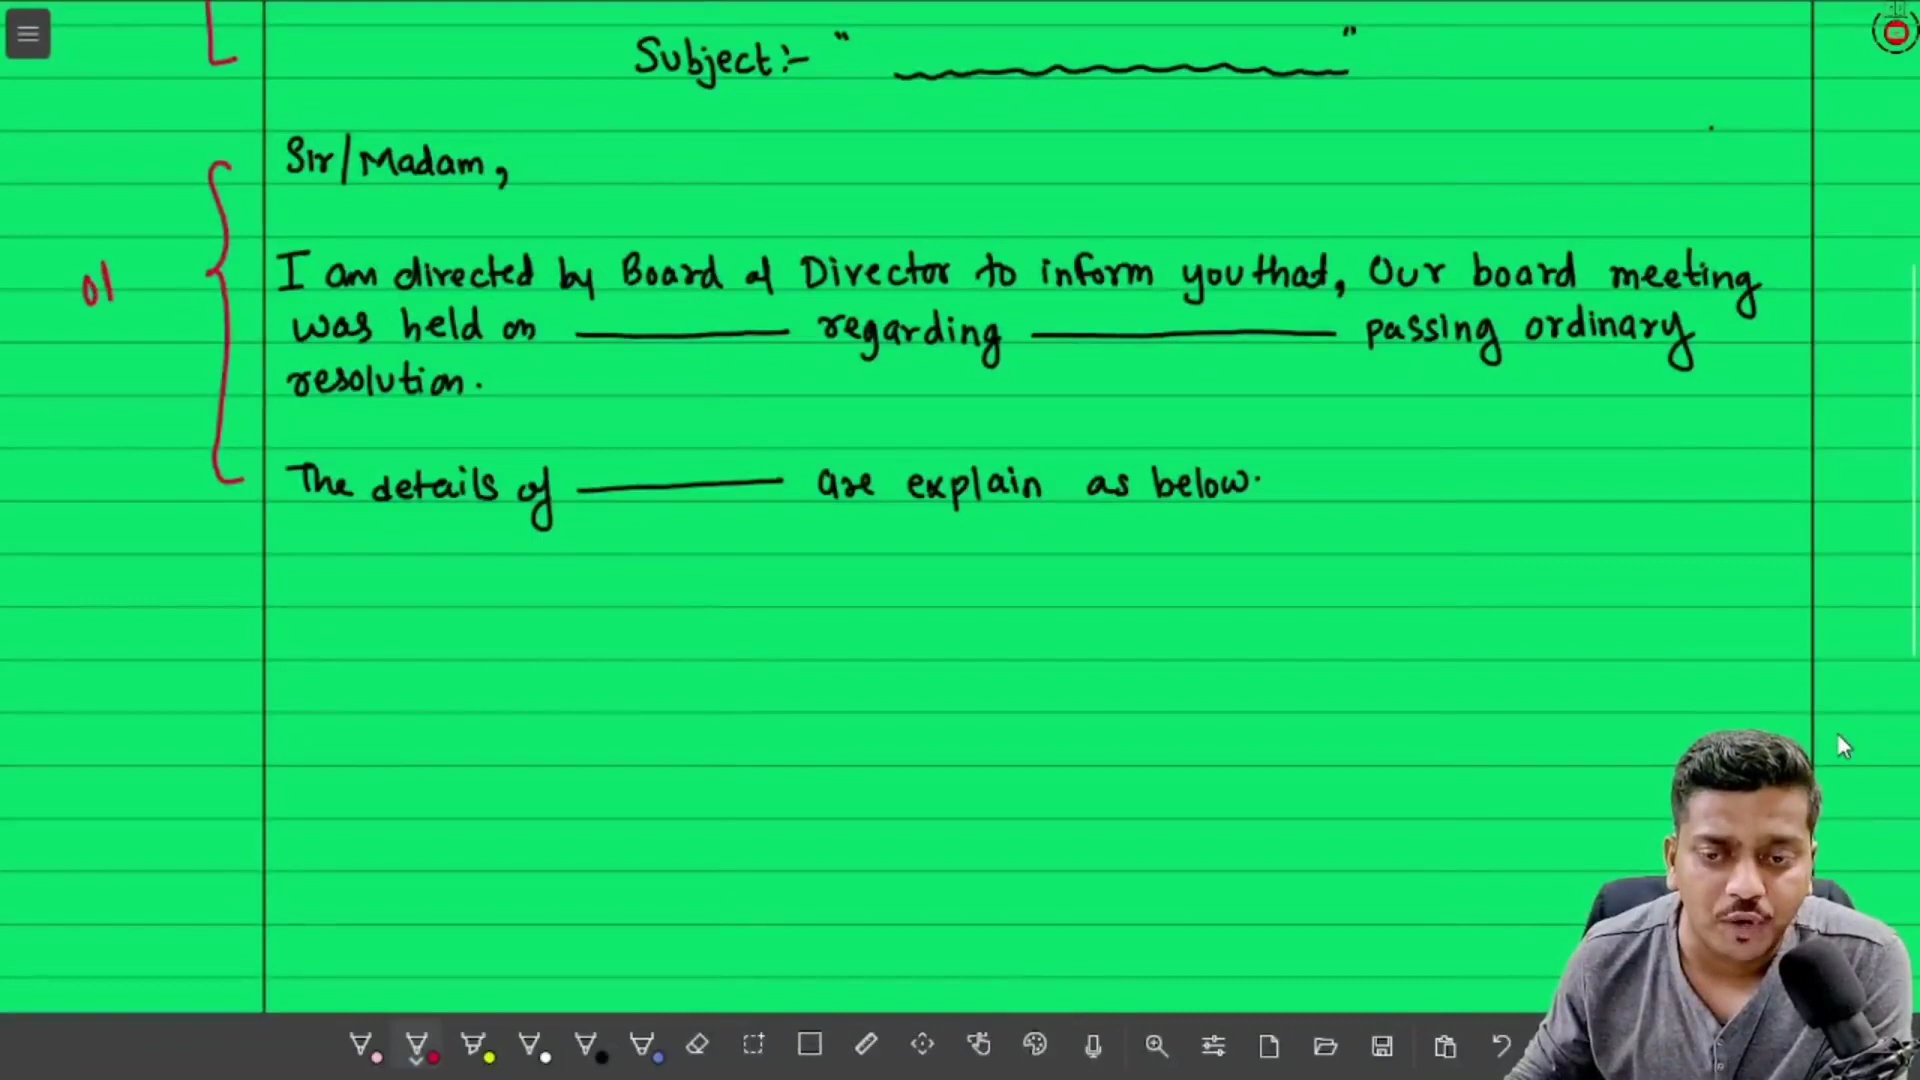 Subject:- " "
Sir/Madam,
01
I am directed by Board of Director to inform you that, Our board meeting
was held on regarding passing ordinary
resolution.
The details of are explain as below.